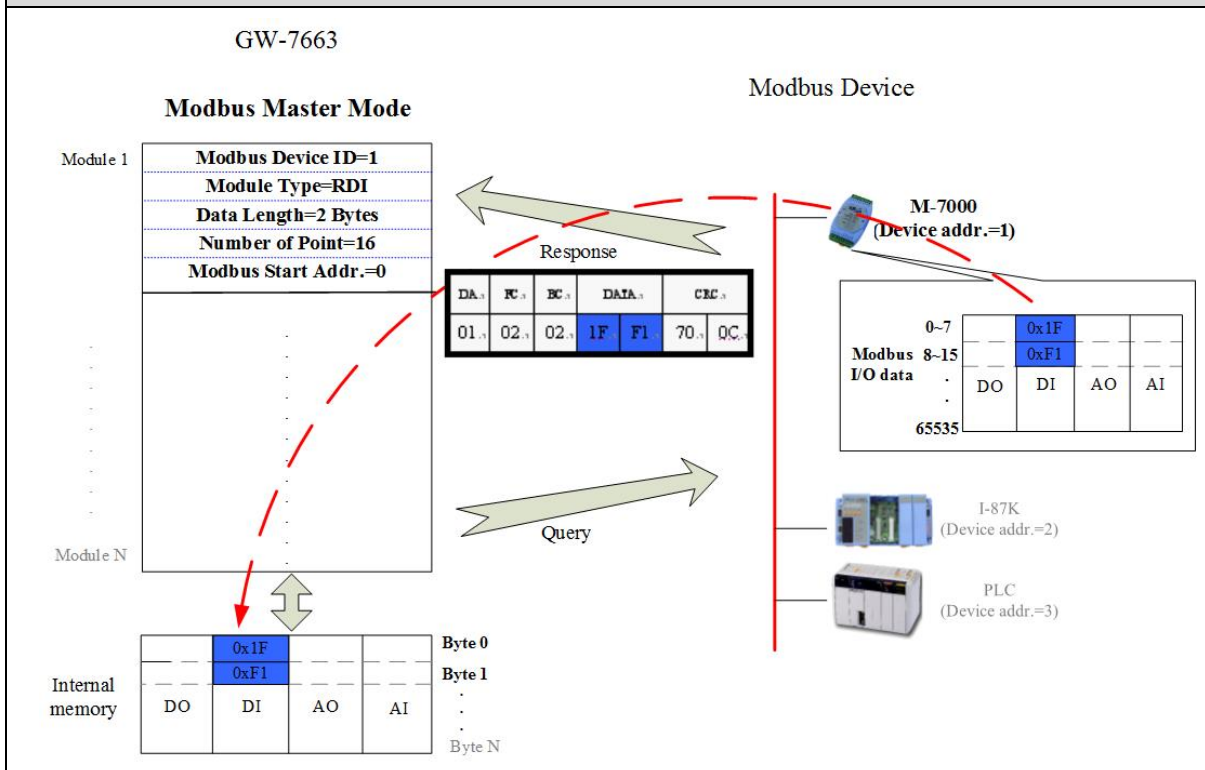 GW-7663
Modbus Device
Modbus Master Mode
Module 1
Modbus Device ID=1
Module Type=RDI
Data Length=2 Bytes
Number of Point=16
Modbus Start Addr.=0
Module N
Response
DA FC BC DATA CRC
01 02 02 1F F1 70 0C
Query
M-7000
(Device addr.=1)
0~7 0x1F
Modbus 8~15 0xF1
I/O data
DO DI AO AI
65535
I-87K
(Device addr.=2)
PLC
(Device addr.=3)
0x1F Byte 0
0xF1 Byte 1
Internal
memory
DO DI AO AI
Byte N